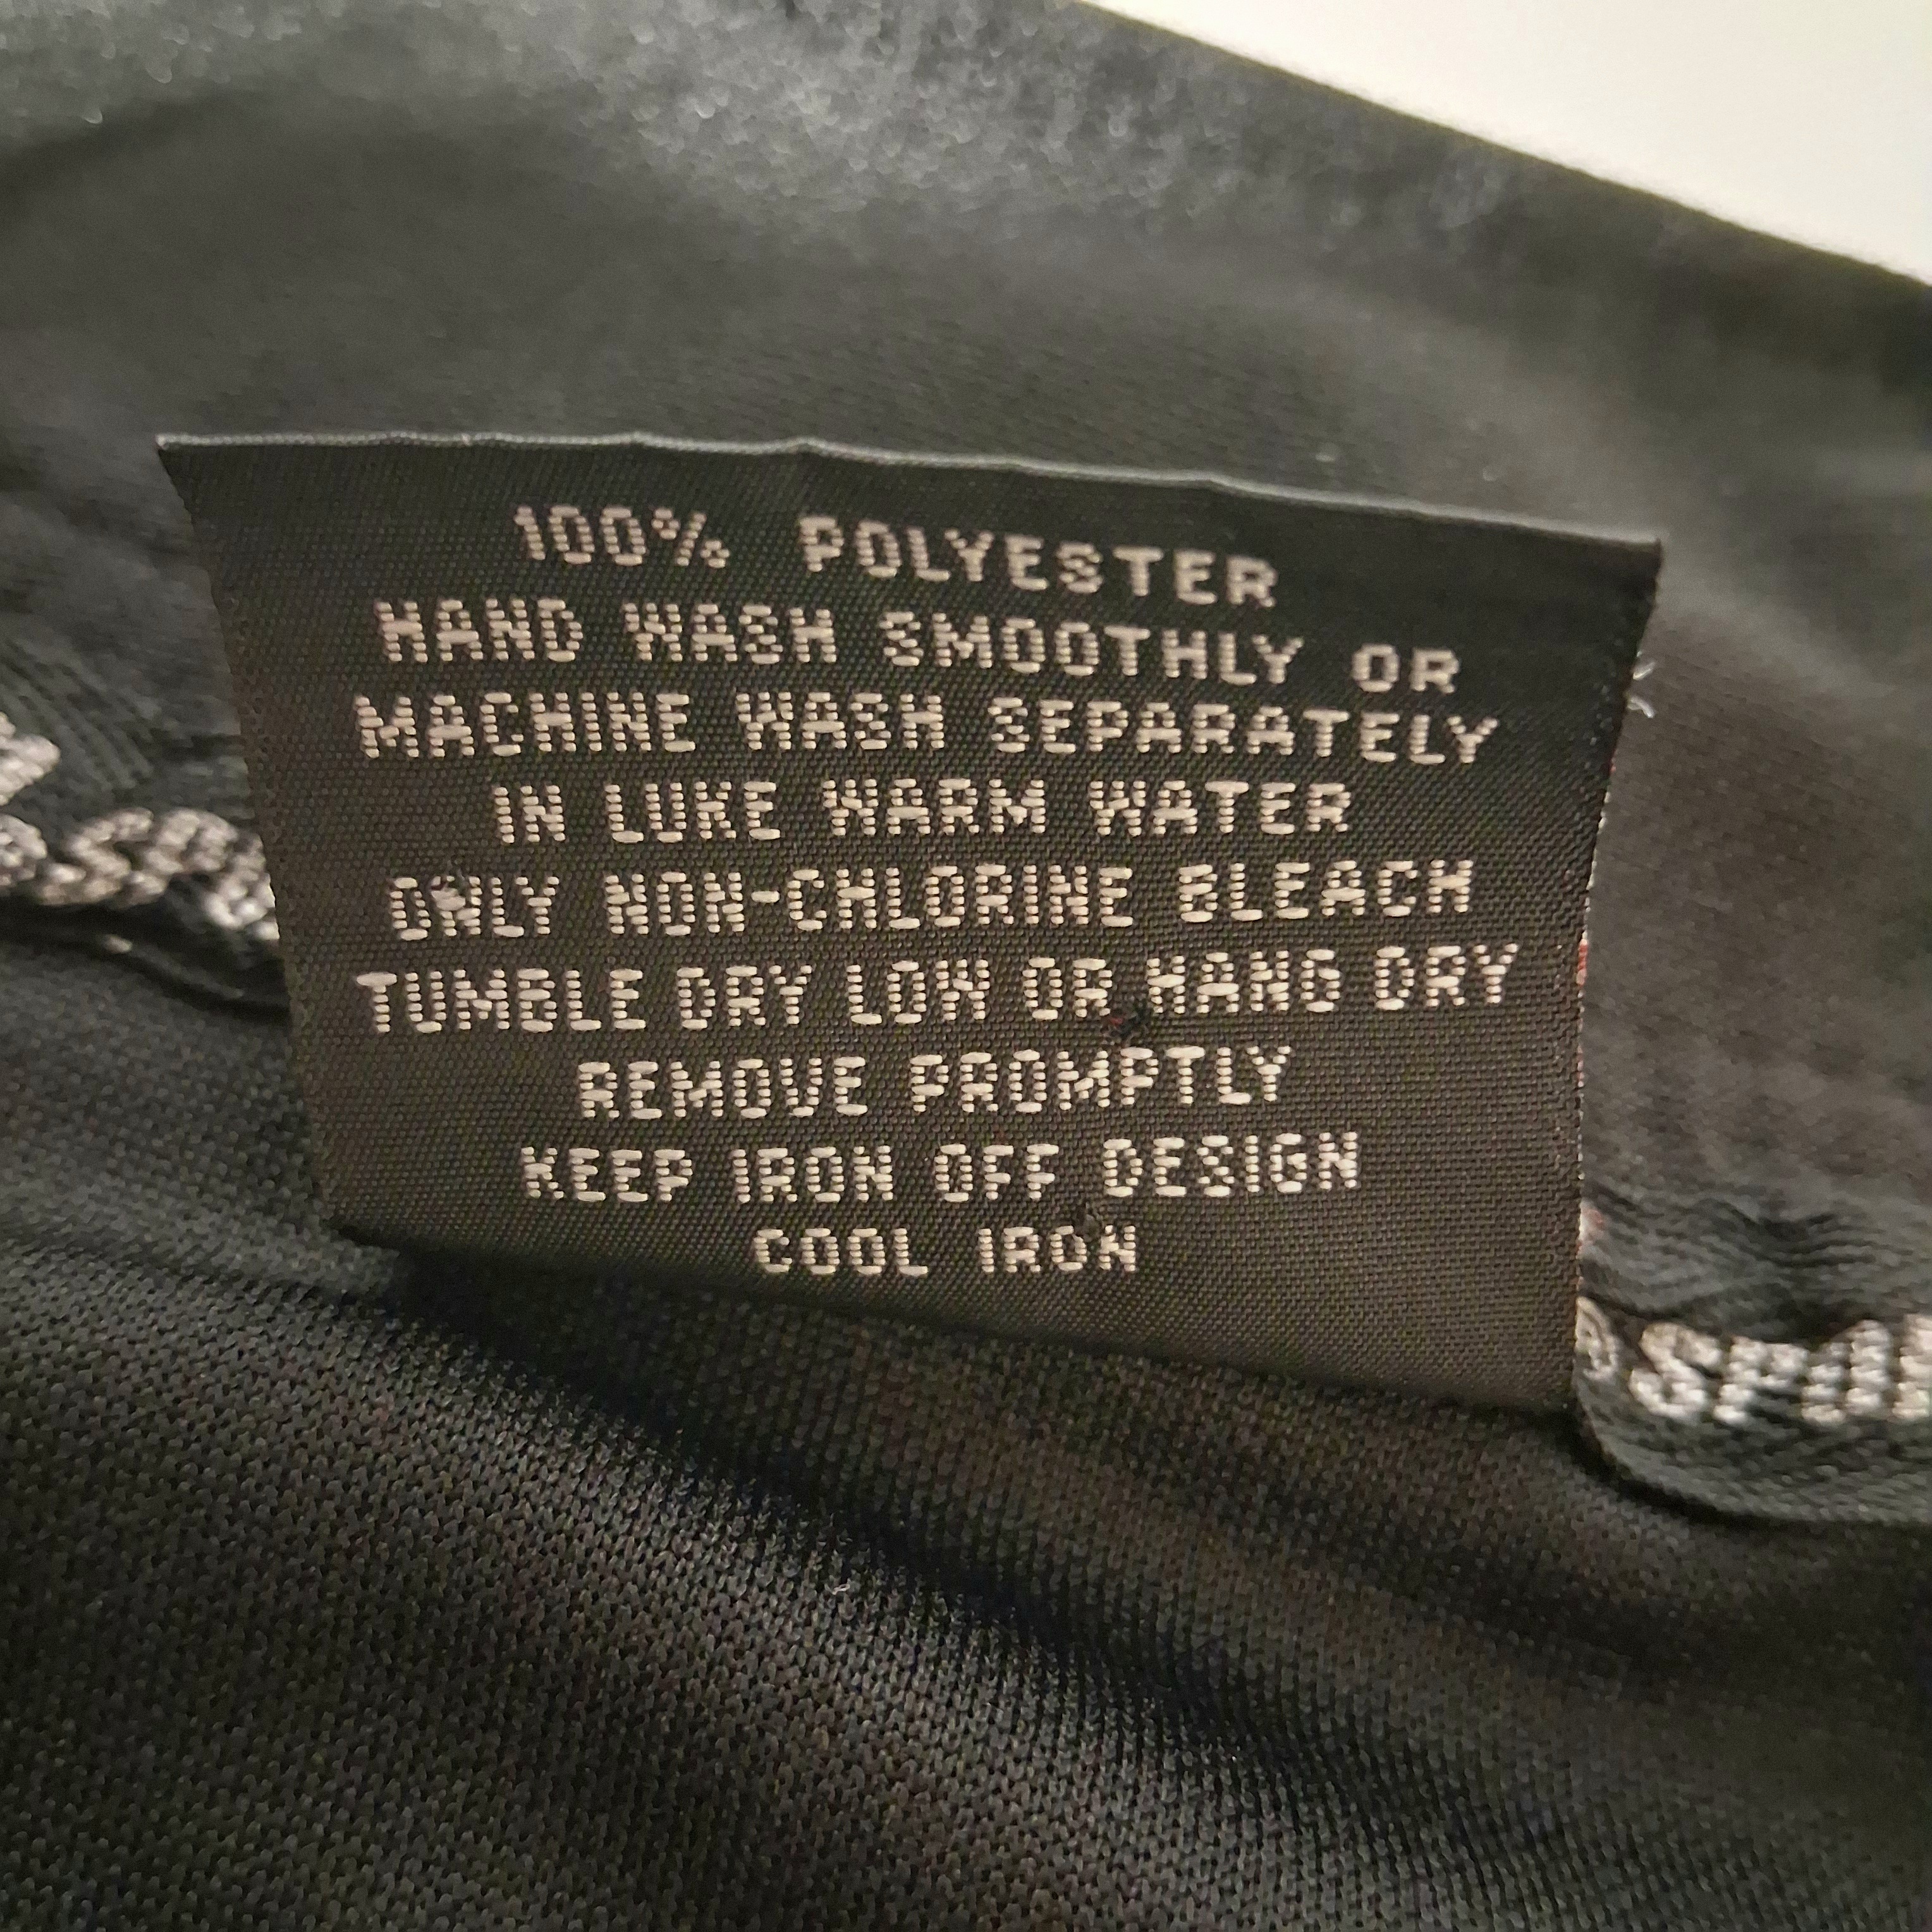 100% POLYESTER
HAND WASH SMOOTHLY OR
MACHINE WASH SEPARATELY
IN LUKE WARM WATER
ONLY NON-CHLORINE BLEACH
TUMBLE DRY LOW OR HANG DRY
REMOVE PROMPTLY
KEEP IRON OFF DESIGN
COOL IRON